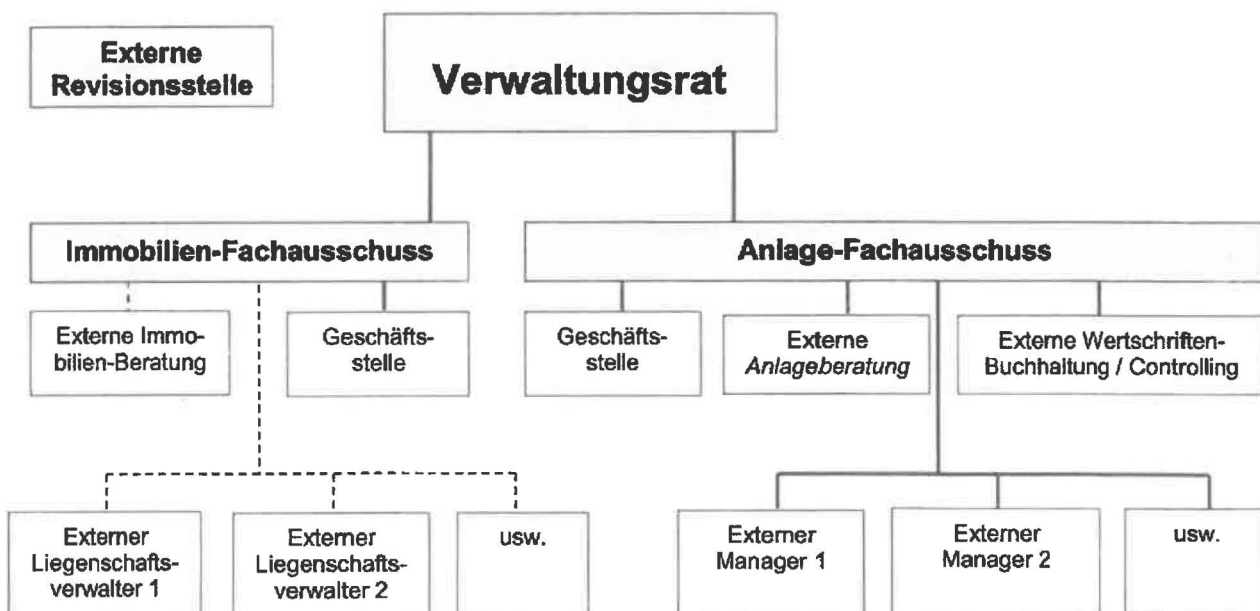 Externe
Revisionsstelle
Verwaltungsrat
Immobilien-Fachausschuss
Anlage-Fachausschuss
Externe Immo-
bilien-Beratung
Geschäfts-
stelle
Geschäfts-
stelle
Externe
Anlageberatung
Externe Wertschriften-
Buchhaltung / Controlling
Externer
Liegenschafts-
verwalter 1
Externer
Liegenschafts-
verwalter 2
usw.
Externer
Manager 1
Externer
Manager 2
usw.